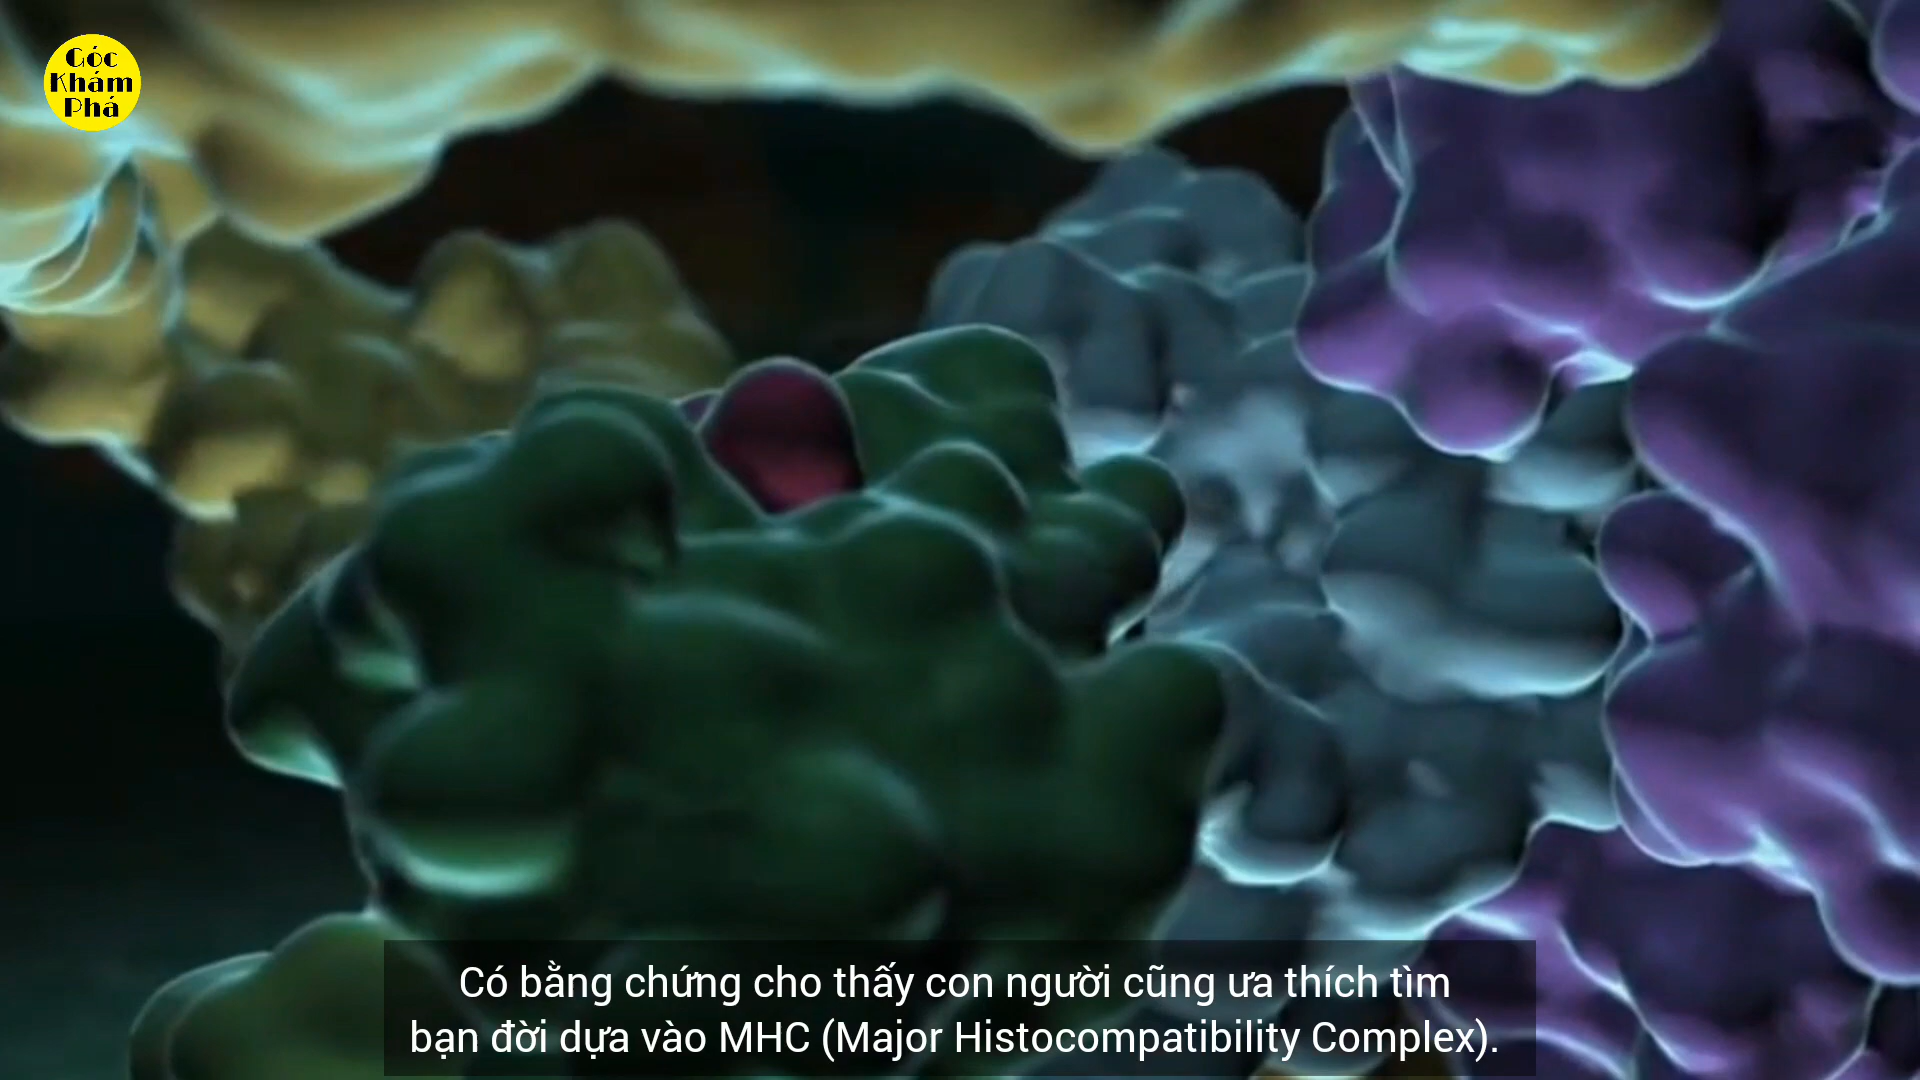 Góc
Khám
Phá
Có bằng chứng cho thấy con người cũng ưa thích tìm
bạn đời dựa vào MHC (Major Histocompatibility Complex).